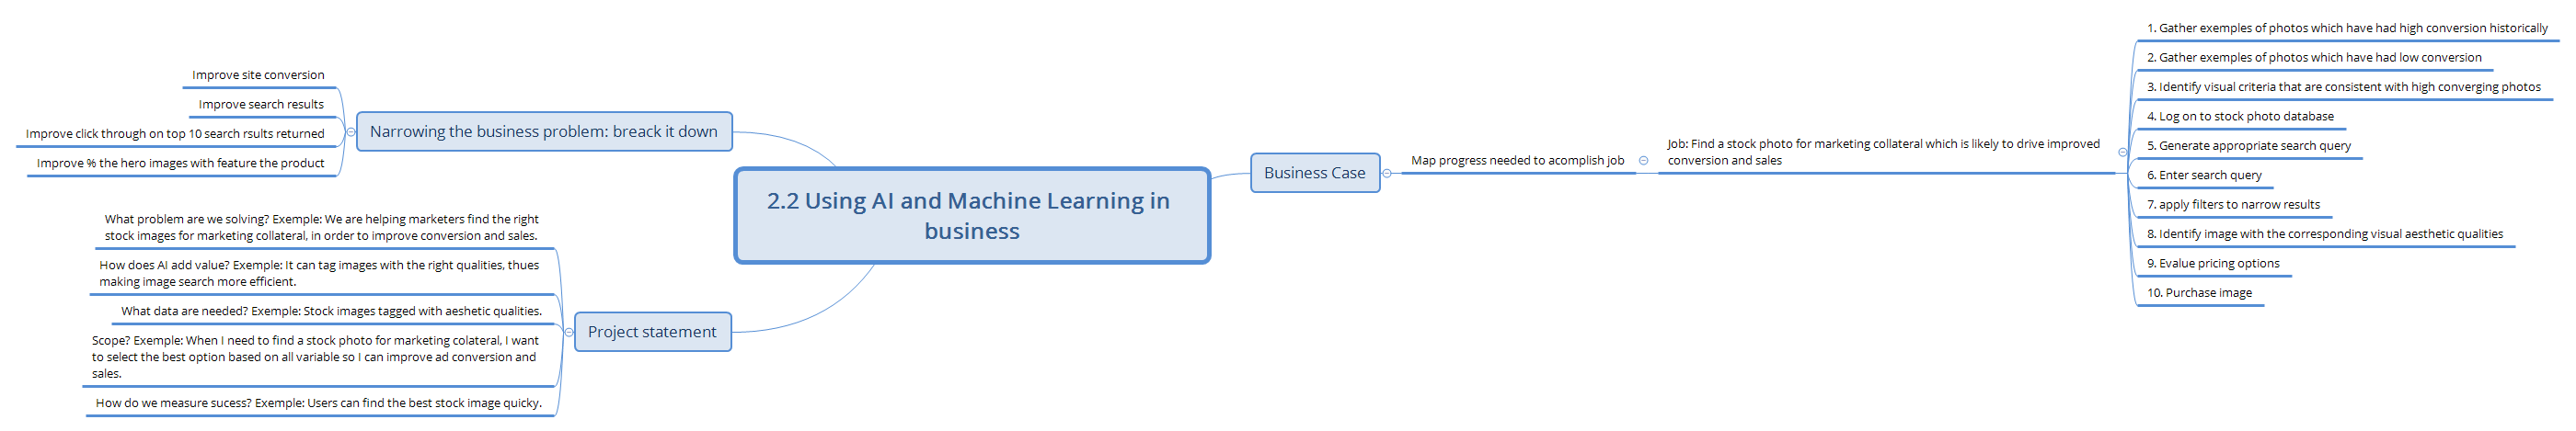 2.2 Using AI and Machine Learning in
business
Narrowing the business problem: breack it down
Improve site conversion
Improve search results
Improve click through on top 10 search rsults returned
Improve % the hero images with feature the product
Project statement
What problem are we solving? Exemple: We are helping marketers find the right
stock images for marketing collateral, in order to improve conversion and sales.
How does AI add value? Exemple: It can tag images with the right qualities, thues
making image search more efficient.
What data are needed? Exemple: Stock images tagged with aeshetic qualities.
Scope? Exemple: When I need to find a stock photo for marketing colateral, I want
to select the best option based on all variable so I can improve ad conversion and
sales.
How do we measure sucess? Exemple: Users can find the best stock image quicky.
Business Case
Map progress needed to acomplish job
Job: Find a stock photo for marketing collateral which is likely to drive improved
conversion and sales
1. Gather examples of photos which have had high conversion historically
2. Gather examples of photos which have had low conversion
3. Identify visual criteria that are consistent with high converging photos
4. Log on to stock photo database
5. Generate appropriate search query
6. Enter search query
7. apply filters to narrow results
8. Identify image with the corresponding visual aesthetic qualities
9. Evalue pricing options
10. Purchase image